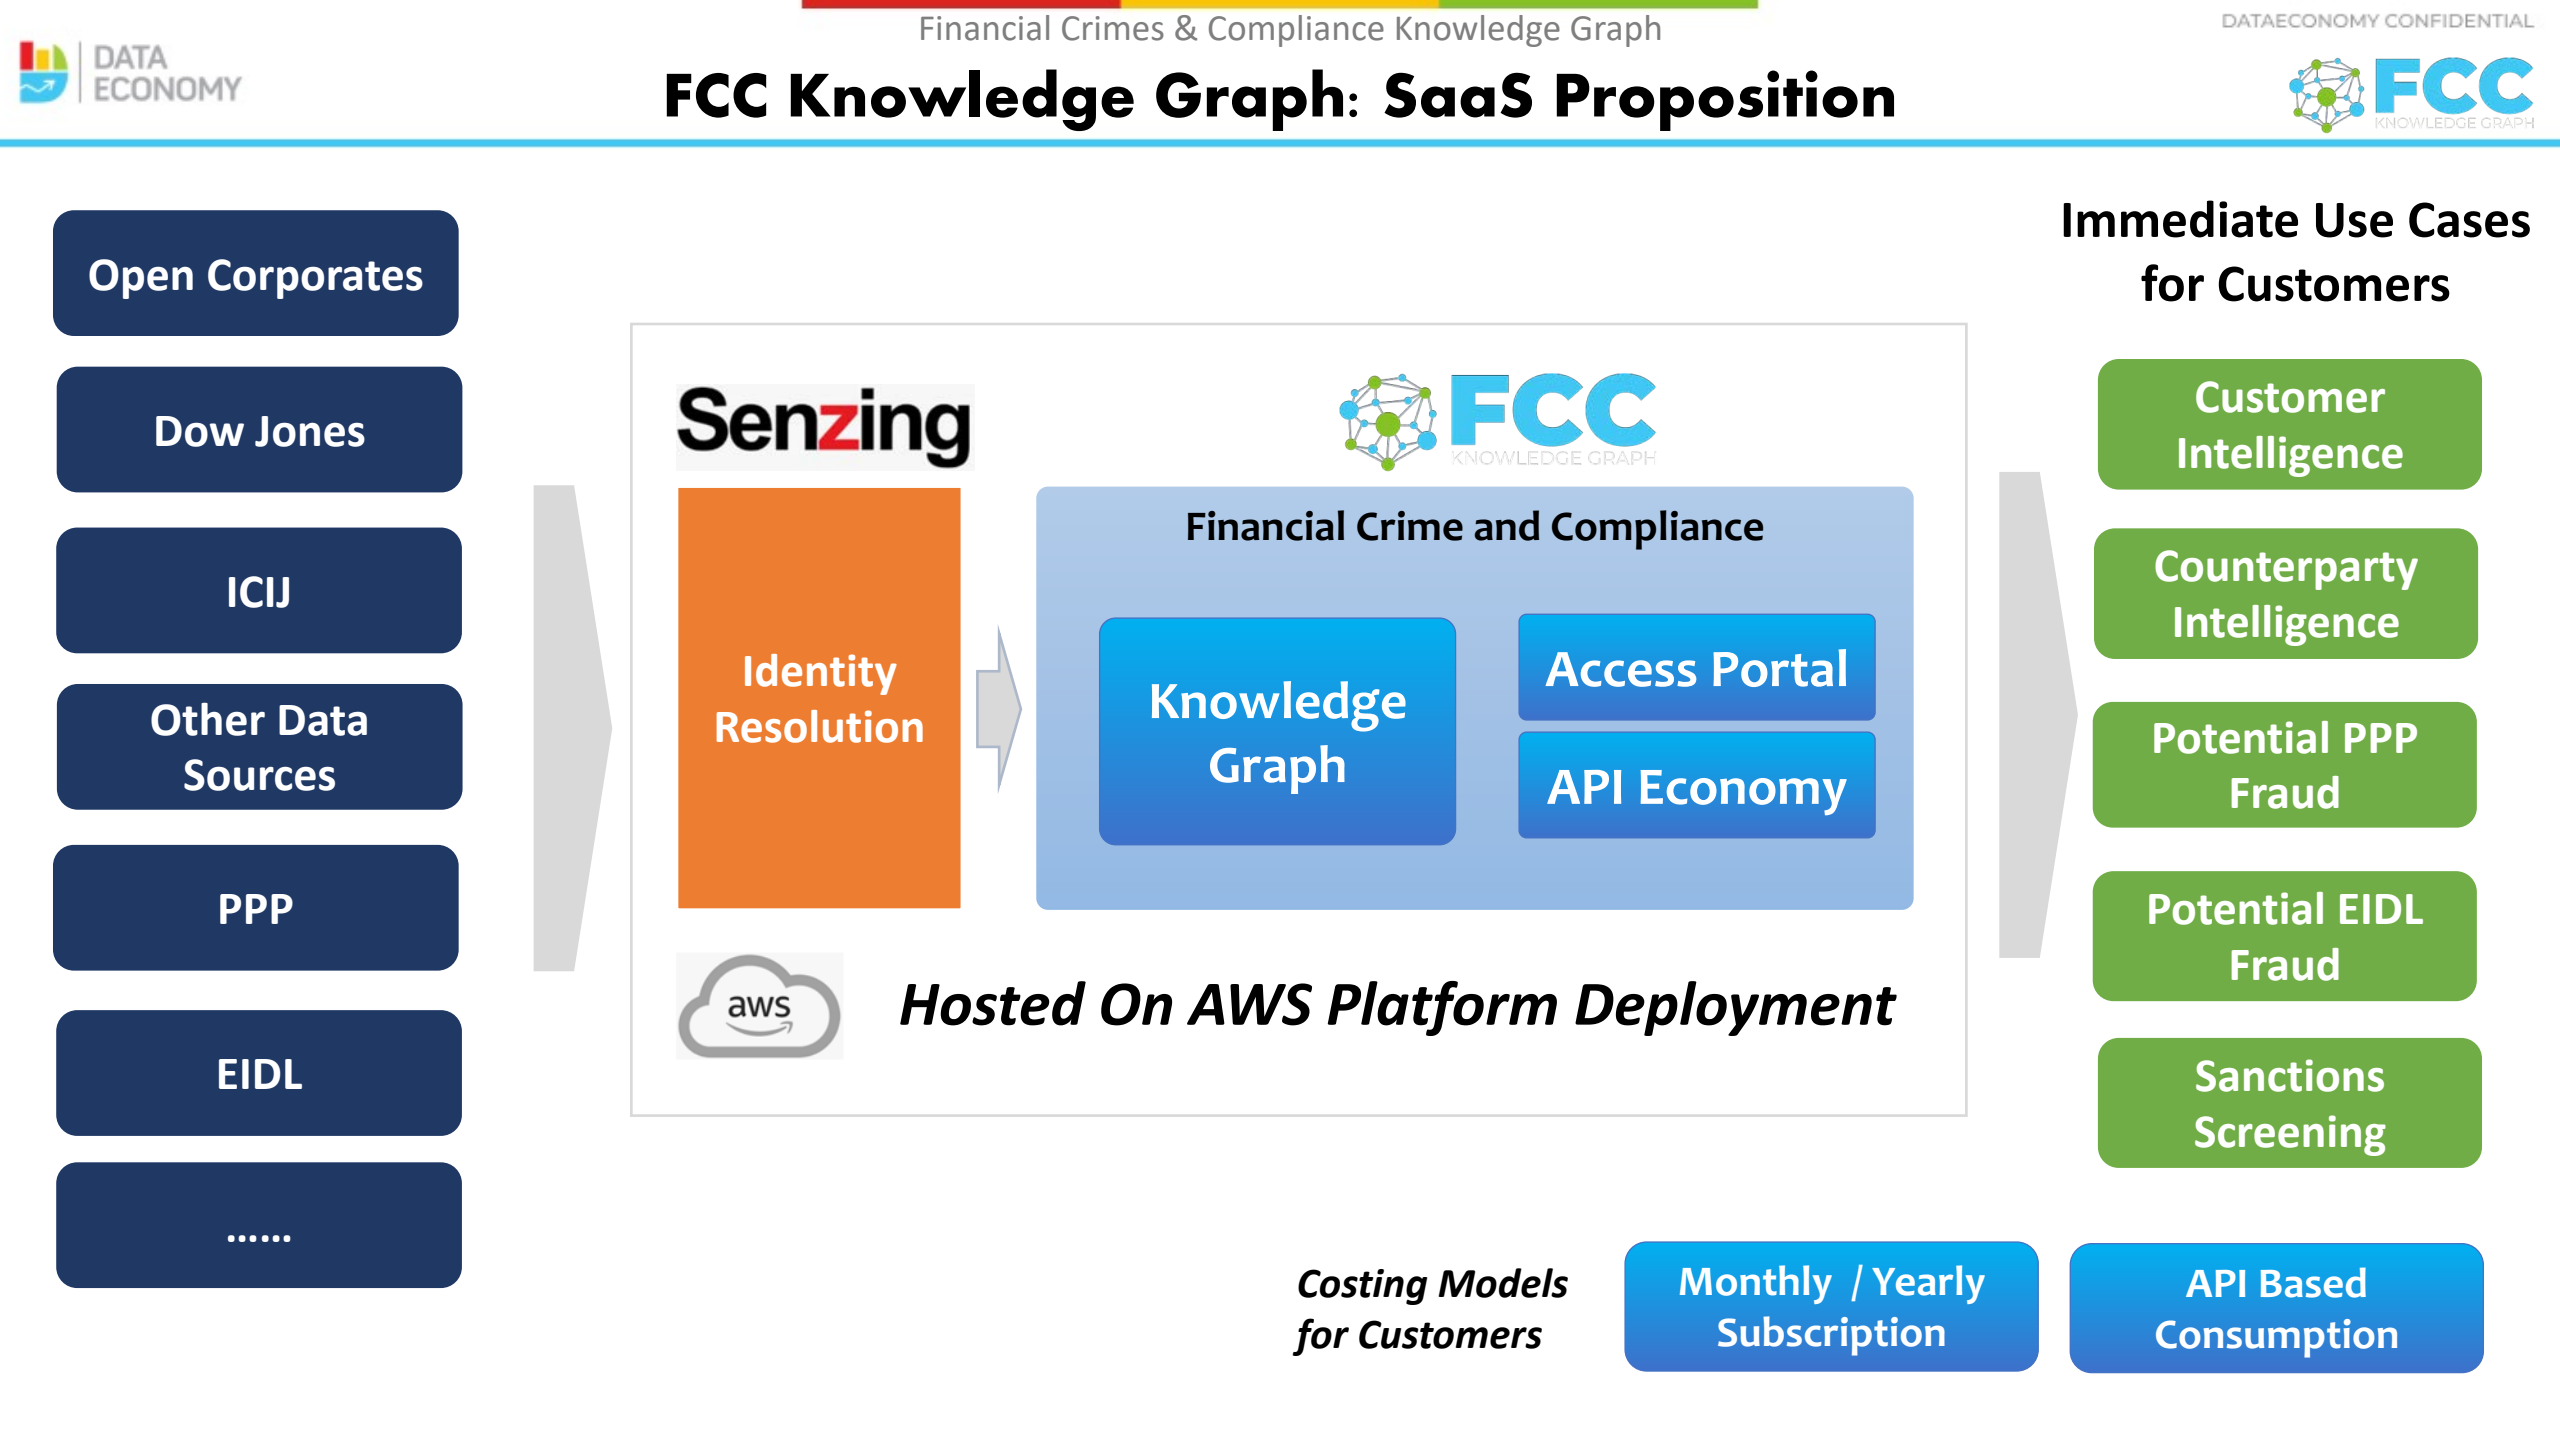 Financial Crimes & Compliance Knowledge Graph
DATAECONOMY CONFIDENTIAL
DATA
ECONOMY
FCC Knowledge Graph: SaaS Proposition
FCC
KNOWLEDGE GRAPH
Open Corporates
Dow Jones
ICIJ
Other Data
Sources
PPP
EIDL
......
Senzing
Identity
Resolution
FCC
KNOWLEDGE GRAPH
Financial Crime and Compliance
Knowledge
Graph
Access Portal
API Economy
aws
Hosted On AWS Platform Deployment
Immediate Use Cases
for Customers
Customer
Intelligence
Counterparty
Intelligence
Potential PPP
Fraud
Potential EIDL
Fraud
Sanctions
Screening
Costing Models
for Customers
Monthly / Yearly
Subscription
API Based
Consumption